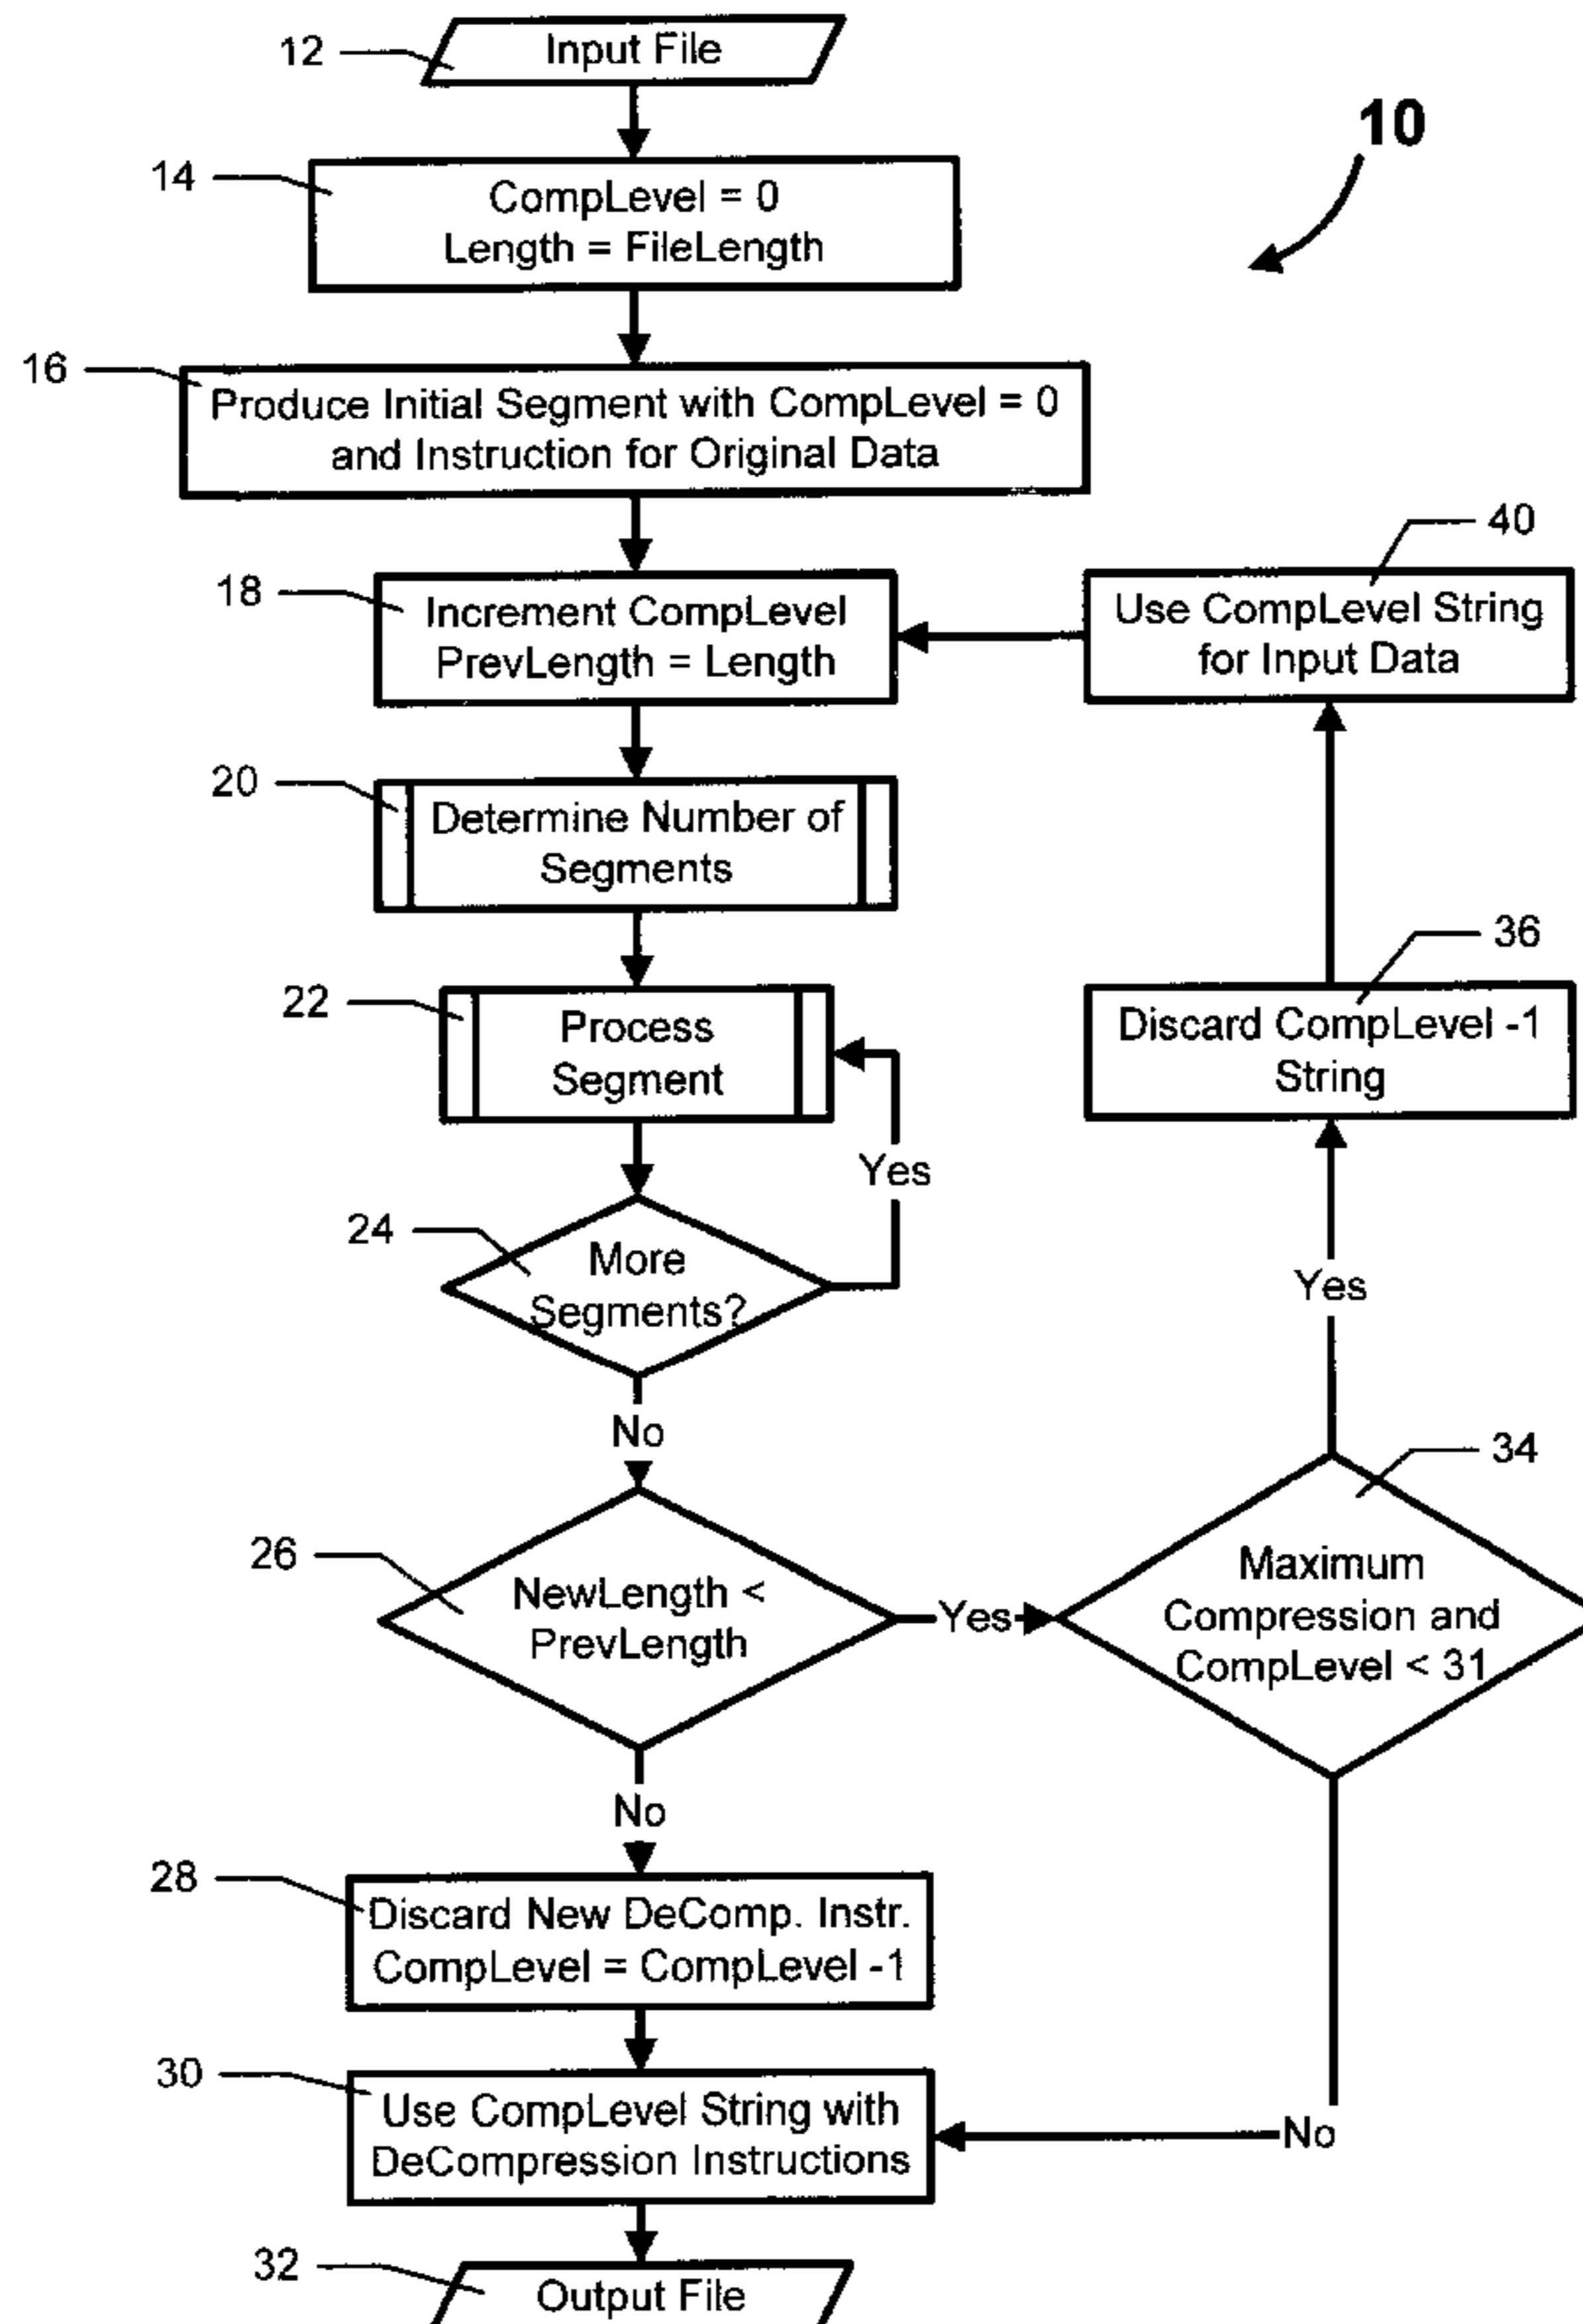 12
Input File
10
14
CompLevel = 0
Length = FileLength
16
Produce Initial Segment with CompLevel = 0
and Instruction for Original Data
40
18
Increment CompLevel
PrevLength = Length
Use CompLevel String
for Input Data
20
Determine Number of
Segments
36
22
Process
Segment
Discard CompLevel -1
String
Yes
24
More
Segments?
Yes
No
34
26
NewLength <
PrevLength
Yes
Maximum
Compression and
CompLevel < 31
No
28
Discard New DeComp. Instr.
CompLevel = CompLevel -1
30
Use CompLevel String with
DeCompression Instructions
No
32
Output File